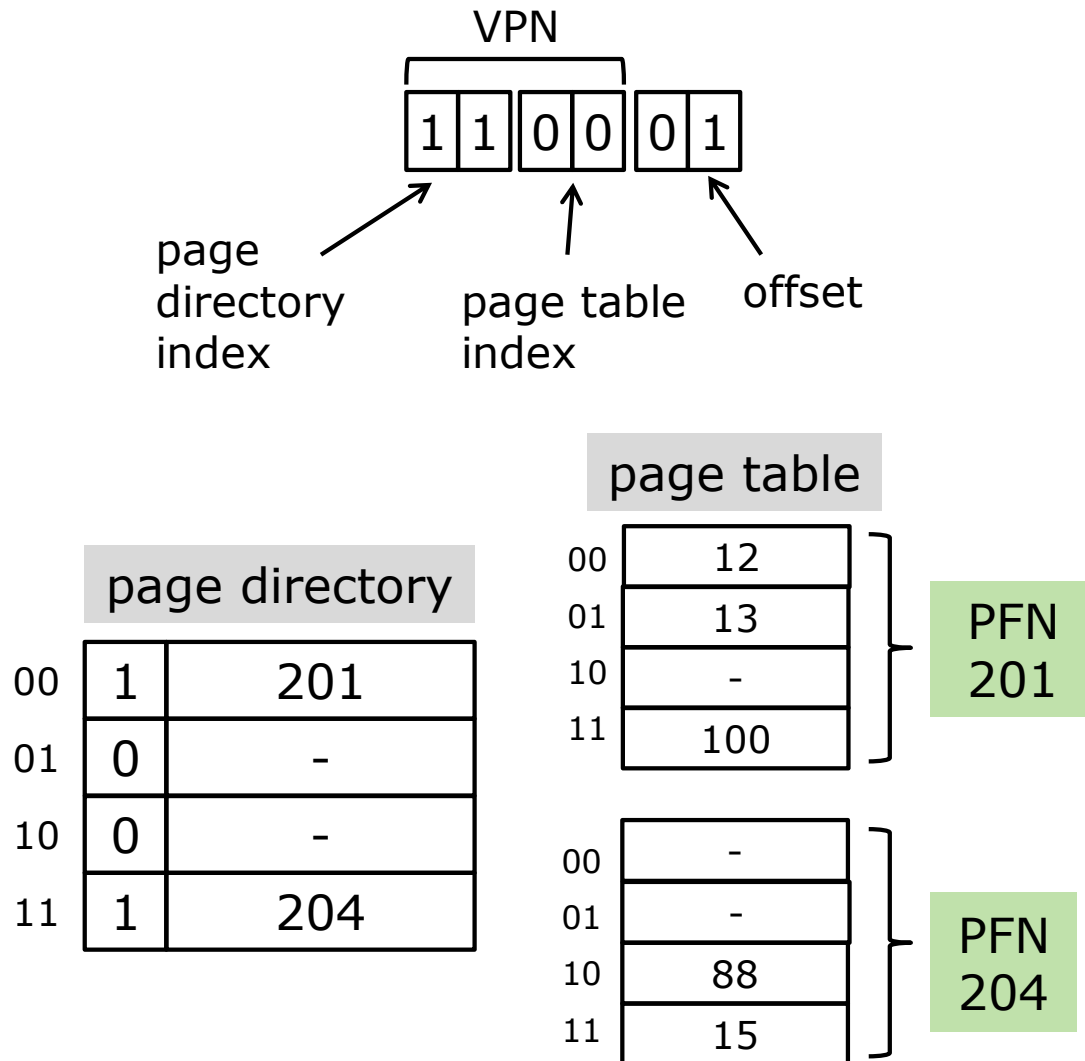 VPN
1 1 0 0 0 1
page directory index
page table index
offset
page directory
00 1 201
01 0 -
10 0 -
11 1 204
page table
00 12
01 13
10 -
11 100
PFN 201
00 -
01 -
10 88
11 15
PFN 204